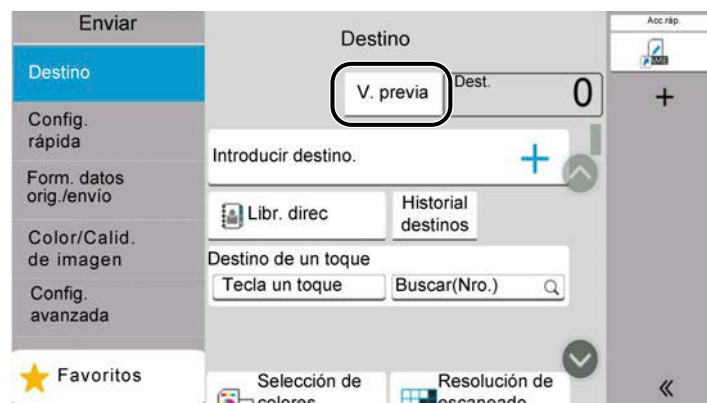 Enviar
Destino
Acc.ráp.
Destino
V. previa
Dest.
0
+
Config.
rápida
Introducir destino.
+
Form. datos
orig./envío
Libr. direc
Historial
destinos
Color/Calid.
de imagen
Destino de un toque
Tecla un toque
Buscar(Nro.)
Config.
avanzada
Favoritos
Selección de
colores
Resolución de
escaneado
«